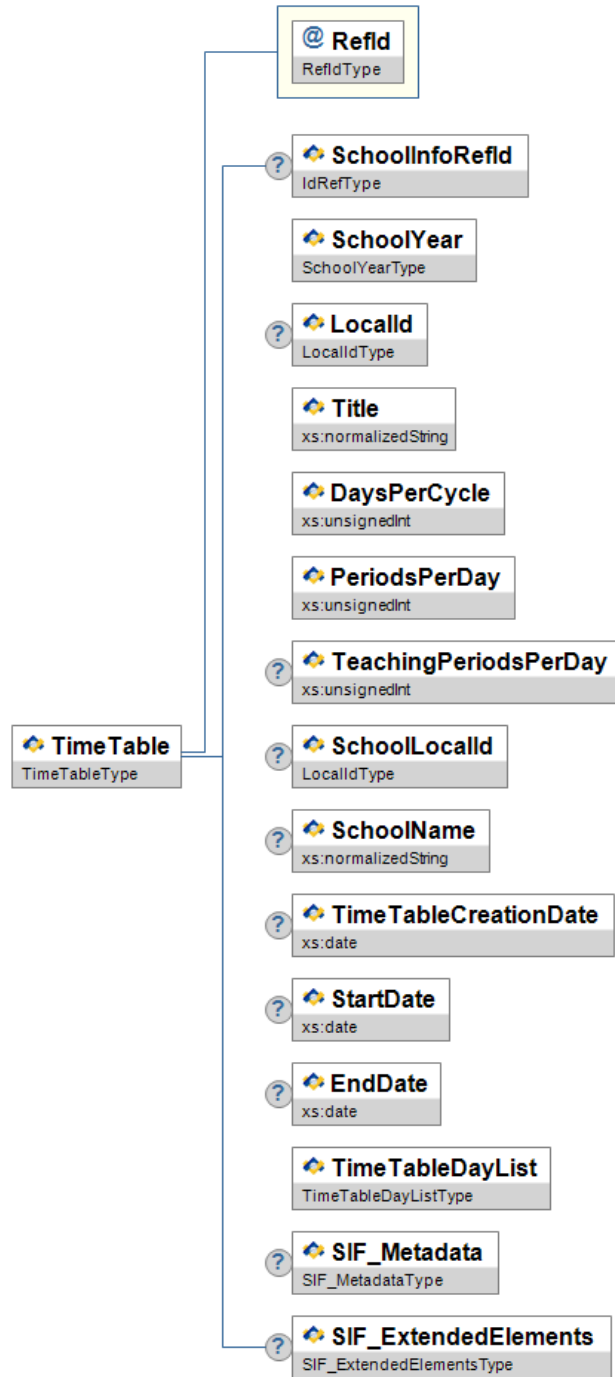 @ RefId
RefIdType
? SchoolInfoRefId
IdRefType
SchoolYear
SchoolYearType
? LocalId
LocalIdType
Title
xs:normalizedString
DaysPerCycle
xs:unsignedInt
PeriodsPerDay
xs:unsignedInt
? TeachingPeriodsPerDay
xs:unsignedInt
TimeTable
TimeTableType
? SchoolLocalId
LocalIdType
? SchoolName
xs:normalizedString
? TimeTableCreationDate
xs:date
? StartDate
xs:date
? EndDate
xs:date
TimeTableDayList
TimeTableDayListType
? SIF_Metadata
SIF_MetadataType
? SIF_ExtendedElements
SIF_ExtendedElementsType